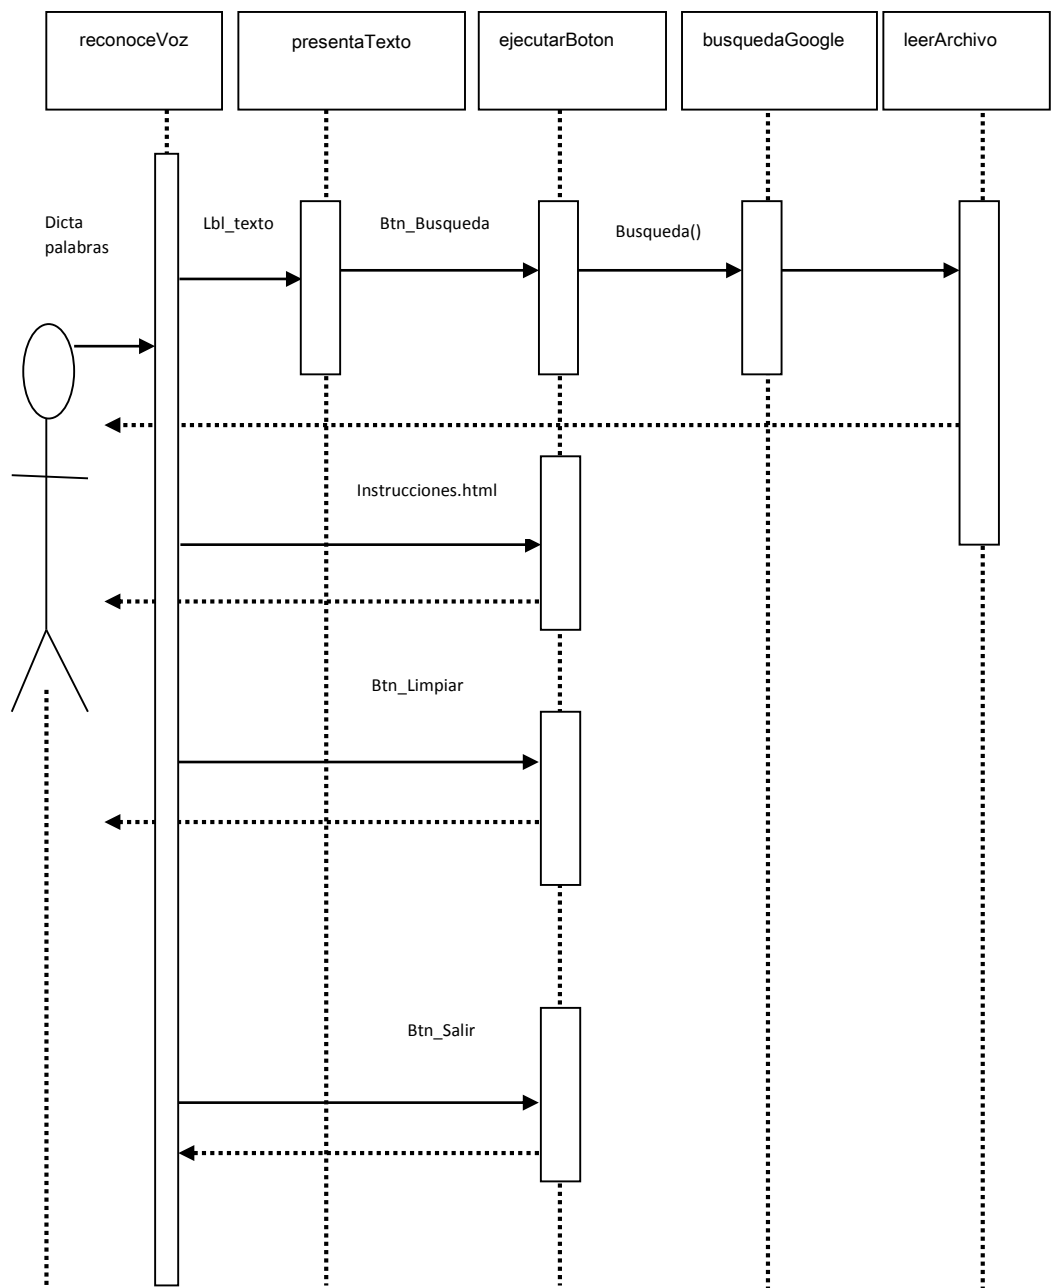 reconoceVoz
presentaTexto
ejecutarBoton
busquedaGoogle
leerArchivo
Dicta
palabras
Lbl_texto
Btn_Busqueda
Busqueda()
Instrucciones.html
Btn_Limpiar
Btn_Salir